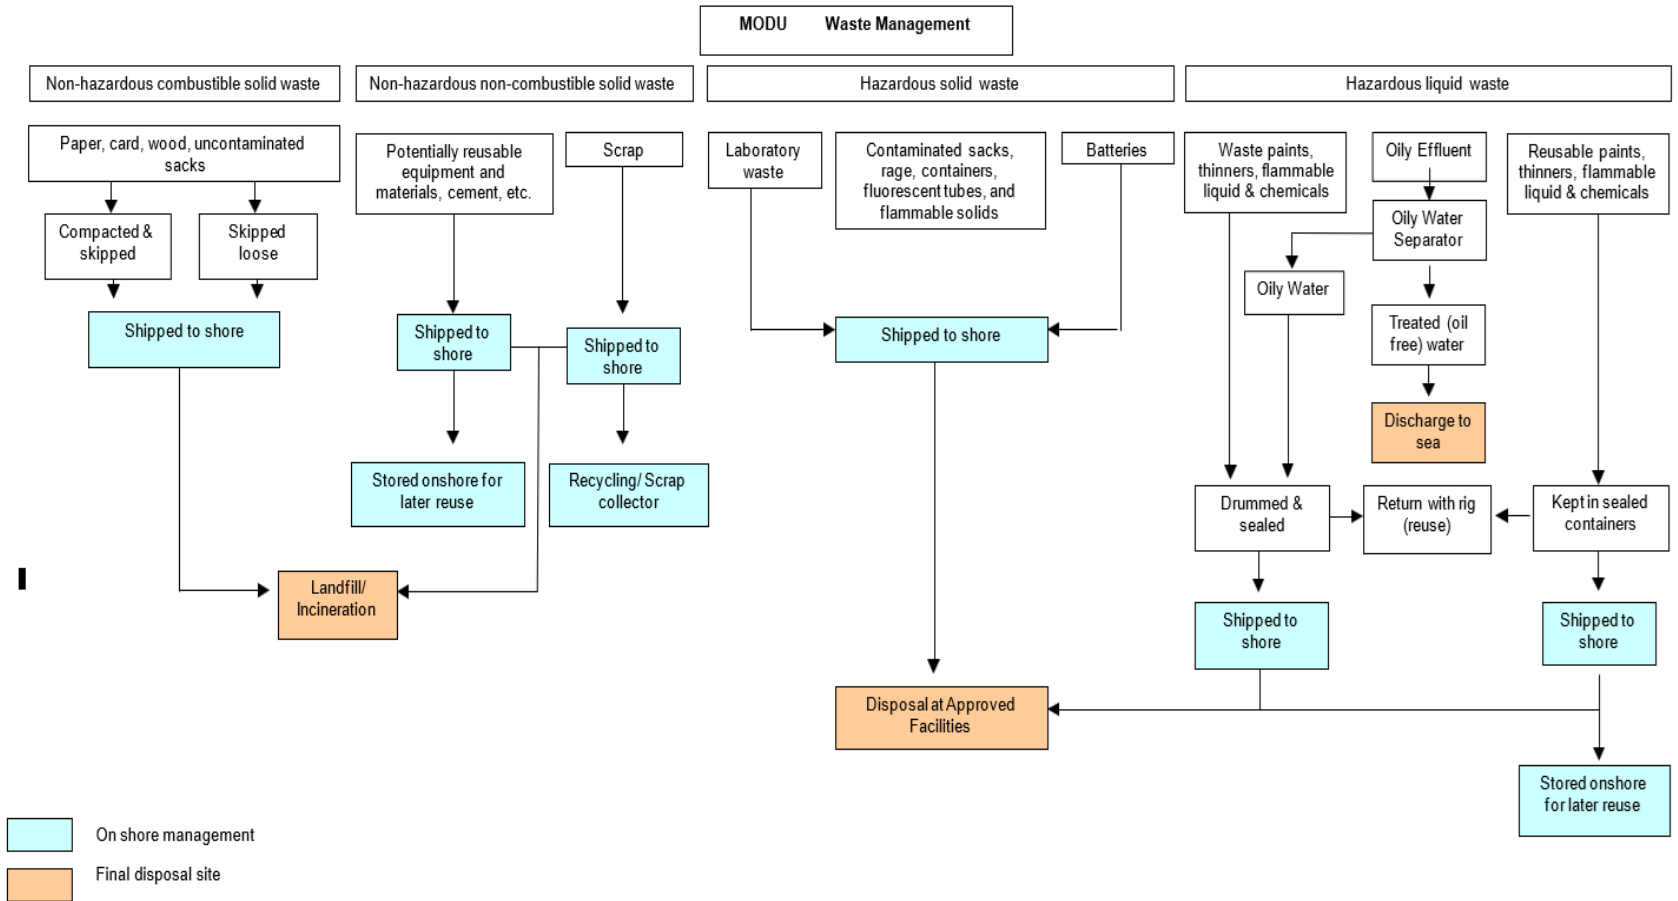 MODU Waste Management
Non-hazardous combustible solid waste
Non-hazardous non-combustible solid waste
Hazardous solid waste
Hazardous liquid waste
Paper, card, wood, uncontaminated
sacks
Potentially reusable
equipment and
materials, cement, etc.
Scrap
Laboratory
waste
Contaminated sacks,
rage, containers,
fluorescent tubes, and
flammable solids
Batteries
Waste paints,
thinners, flammable
liquid & chemicals
Oily Effluent
Reusable paints,
thinners, flammable
liquid & chemicals
Compacted &
skipped
Skipped
loose
Oily Water
Separator
Oily Water
Shipped to shore
Shipped to
shore
Shipped to
shore
Shipped to shore
Treated (oil
free) water
Discharge to
sea
Stored onshore for
later reuse
Recycling/ Scrap
collector
Drummed &
sealed
Return with rig
(reuse)
Kept in sealed
containers
Landfill/
Incineration
Shipped to
shore
Shipped to
shore
Disposal at Approved
Facilities
Stored onshore
for later reuse
On shore management
Final disposal site